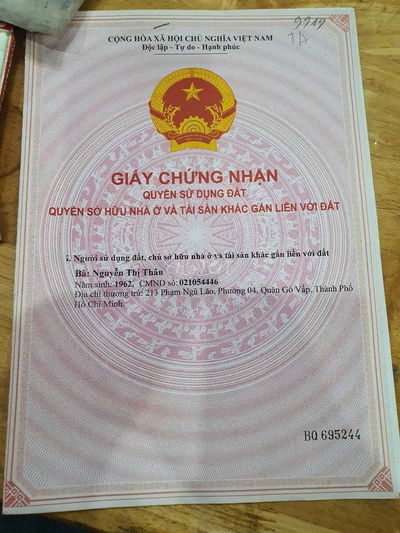 CỘNG HÒA XÃ HỘI CHỦ NGHĨA VIỆT NAM
Độc lập - Tự do - Hạnh phúc
GIẤY CHỨNG NHẬN
QUYỀN SỬ DỤNG ĐẤT
QUYỀN SỞ HỮU NHÀ Ở VÀ TÀI SẢN KHÁC GẮN LIỀN VỚI ĐẤT
I. Người sử dụng đất, chủ sở hữu nhà ở và tài sản khác gắn liền với đất
Bà: Nguyễn Thị Thân
Năm sinh: 1962, CMND số: 021054446
Địa chỉ thường trú: 213 Phạm Ngũ Lão, Phường 04, Quận Gò Vấp, Thành Phố
Hồ Chí Minh.
BQ 695244